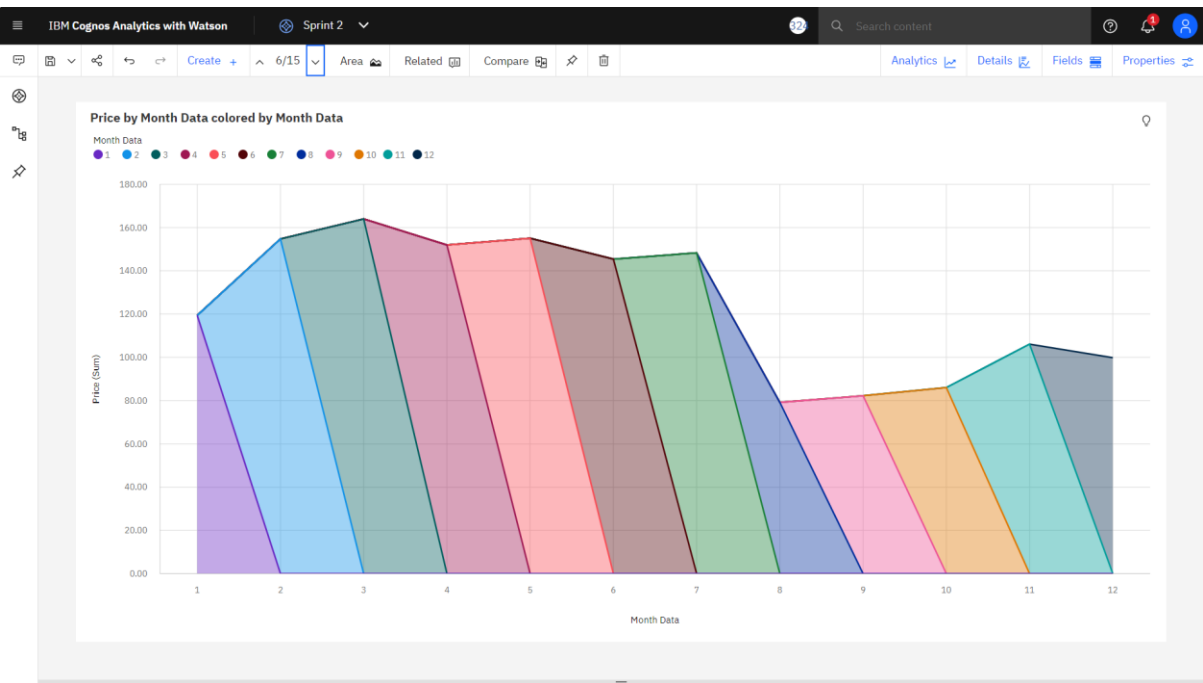 IBM Cognos Analytics with Watson
Sprint 2
324
Search content
1
Create +
6/15
Area
Related
Compare
Analytics
Details
Fields
Properties
Price by Month Data colored by Month Data
Month Data
1 2 3 4 5 6 7 8 9 10 11 12
180.00
160.00
140.00
120.00
100.00
80.00
60.00
40.00
20.00
0.00
Price (Sum)
1 2 3 4 5 6 7 8 9 10 11 12
Month Data